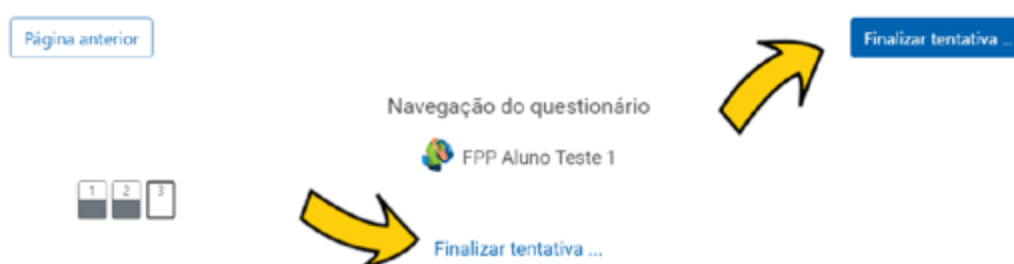 Página anterior
Finalizar tentativa ...
Navegação do questionário
FPP Aluno Teste 1
1 2 3
Finalizar tentativa ...